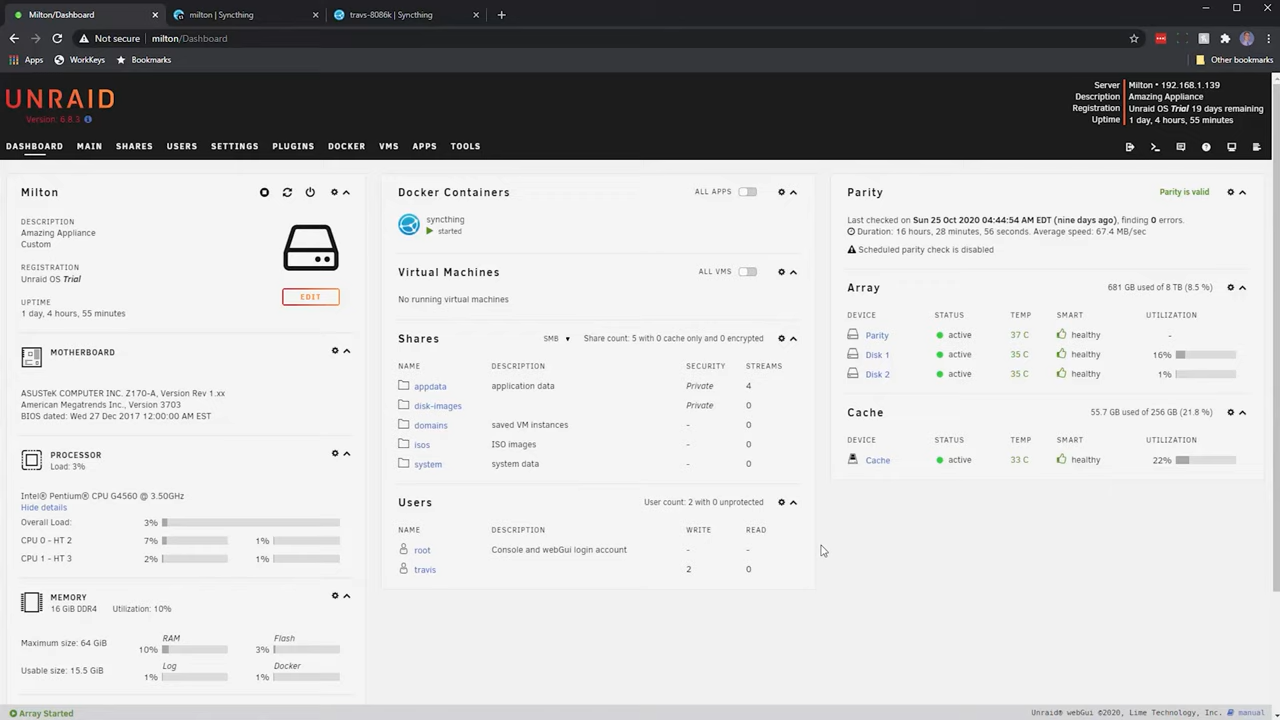 Milton/Dashboard
milton | Syncthing
travs-8086k | Syncthing
Not secure
milton/Dashboard
Apps
WorkKeys
Bookmarks
Other bookmarks
UNRAID
Version: 6.8.3
Server Milton • 192.168.1.139
Description Amazing Appliance
Registration Unraid OS Trial 19 days remaining
Uptime 1 day, 4 hours, 55 minutes
DASHBOARD MAIN SHARES USERS SETTINGS PLUGINS DOCKER VMS APPS TOOLS
Milton
DESCRIPTION
Amazing Appliance
Custom
REGISTRATION
Unraid OS Trial
UPTIME
1 day, 4 hours, 55 minutes
EDIT
MOTHERBOARD
ASUSTeK COMPUTER INC. Z170-A, Version Rev 1.xx
American Megatrends Inc., Version 3703
BIOS dated: Wed 27 Dec 2017 12:00:00 AM EST
PROCESSOR
Load: 3%
Intel® Pentium® CPU G4560 @ 3.50GHz
Hide details
Overall Load: 3%
CPU 0 - HT 2 7% 1%
CPU 1 - HT 3 2% 1%
MEMORY
16 GiB DDR4 Utilization: 10%
RAM Flash
Maximum size: 64 GiB 10% 3%
Log Docker
Usable size: 15.5 GiB 1% 1%
Docker Containers ALL APPS
syncthing
started
Virtual Machines ALL VMS
No running virtual machines
Shares SMB Share count: 5 with 0 cache only and 0 encrypted
NAME DESCRIPTION SECURITY STREAMS
appdata application data Private 4
disk-images Private 0
domains saved VM instances - 0
isos ISO images - 0
system system data - 0
Users User count: 2 with 0 unprotected
NAME DESCRIPTION WRITE READ
root Console and webGui login account - -
travis 2 0
Parity Parity is valid
Last checked on Sun 25 Oct 2020 04:44:54 AM EDT (nine days ago), finding 0 errors.
Duration: 16 hours, 28 minutes, 56 seconds. Average speed: 67.4 MB/sec
Scheduled parity check is disabled
Array 681 GB used of 8 TB (8.5 %)
DEVICE STATUS TEMP SMART UTILIZATION
Parity active 37 C healthy -
Disk 1 active 35 C healthy 16%
Disk 2 active 35 C healthy 1%
Cache 55.7 GB used of 256 GB (21.8 %)
DEVICE STATUS TEMP SMART UTILIZATION
Cache active 33 C healthy 22%
Array Started
Unraid® webGui ©2020, Lime Technology, Inc. manual